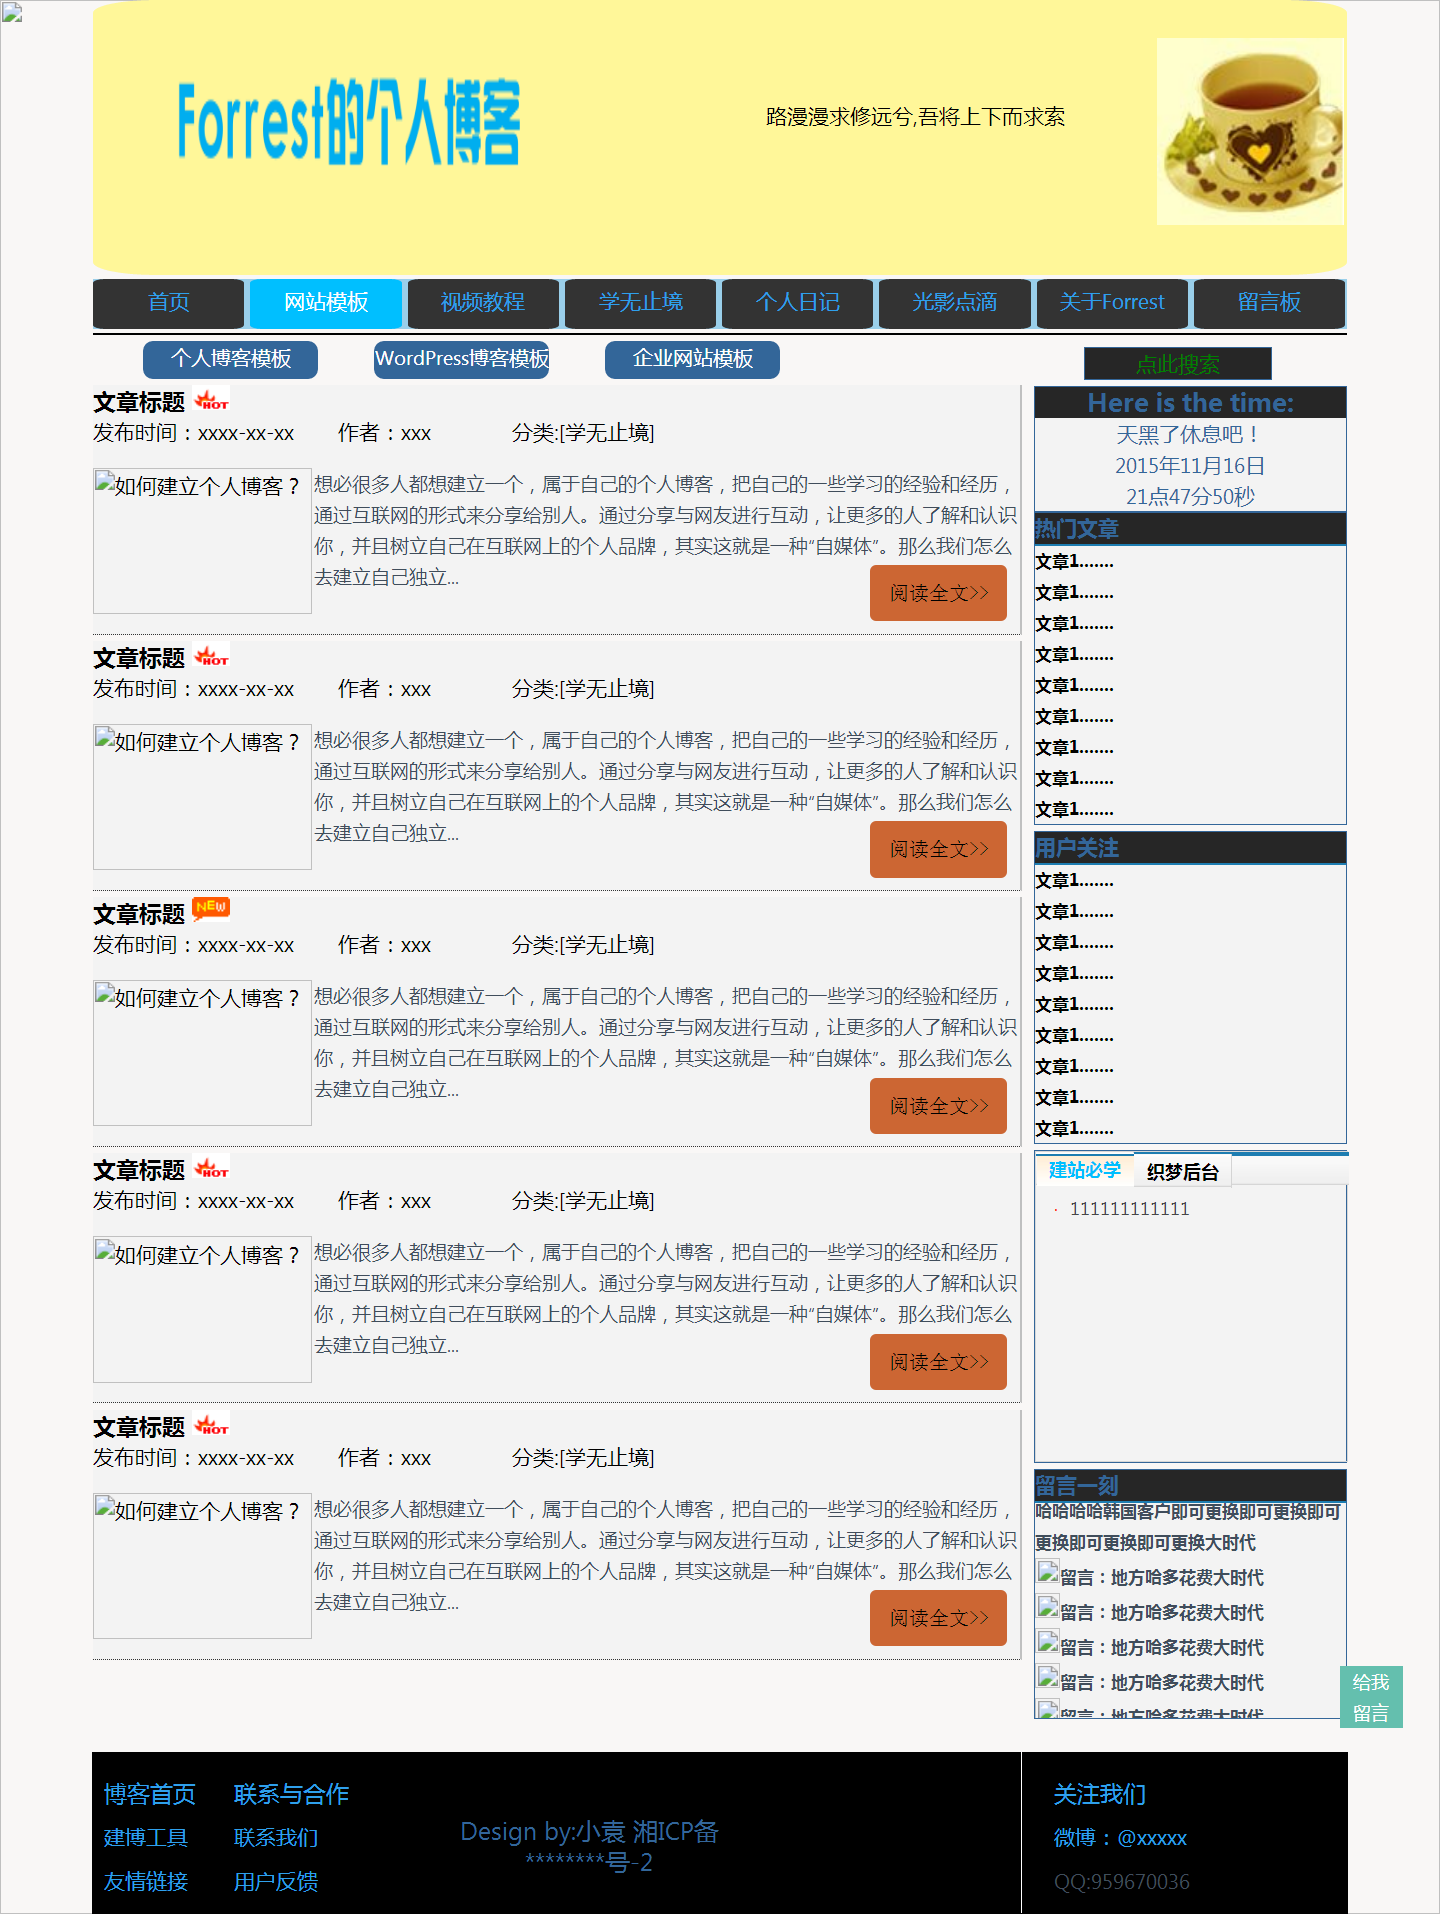 Forrest的个人博客
路漫漫求修远兮,吾将上下而求索
首页 网站模板 视频教程 学无止境 个人日记 光影点滴 关于Forrest 留言板
个人博客模板 WordPress博客模板 企业网站模板 点此搜索
文章标题 HOT
发布时间：xxxx-xx-xx 作者：xxx 分类:[学无止境]
如何建立个人博客？
想必很多人都想建立一个，属于自己的个人博客，把自己的一些学习的经验和经历，
通过互联网的形式来分享给别人。通过分享与网友进行互动，让更多的人了解和认识
你，并且树立自己在互联网上的个人品牌，其实这就是一种“自媒体”。那么我们怎么
去建立自己独立...
阅读全文>>
文章标题 HOT
发布时间：xxxx-xx-xx 作者：xxx 分类:[学无止境]
如何建立个人博客？
想必很多人都想建立一个，属于自己的个人博客，把自己的一些学习的经验和经历，
通过互联网的形式来分享给别人。通过分享与网友进行互动，让更多的人了解和认识
你，并且树立自己在互联网上的个人品牌，其实这就是一种“自媒体”。那么我们怎么
去建立自己独立...
阅读全文>>
文章标题 NEW
发布时间：xxxx-xx-xx 作者：xxx 分类:[学无止境]
如何建立个人博客？
想必很多人都想建立一个，属于自己的个人博客，把自己的一些学习的经验和经历，
通过互联网的形式来分享给别人。通过分享与网友进行互动，让更多的人了解和认识
你，并且树立自己在互联网上的个人品牌，其实这就是一种“自媒体”。那么我们怎么
去建立自己独立...
阅读全文>>
文章标题 HOT
发布时间：xxxx-xx-xx 作者：xxx 分类:[学无止境]
如何建立个人博客？
想必很多人都想建立一个，属于自己的个人博客，把自己的一些学习的经验和经历，
通过互联网的形式来分享给别人。通过分享与网友进行互动，让更多的人了解和认识
你，并且树立自己在互联网上的个人品牌，其实这就是一种“自媒体”。那么我们怎么
去建立自己独立...
阅读全文>>
文章标题 HOT
发布时间：xxxx-xx-xx 作者：xxx 分类:[学无止境]
如何建立个人博客？
想必很多人都想建立一个，属于自己的个人博客，把自己的一些学习的经验和经历，
通过互联网的形式来分享给别人。通过分享与网友进行互动，让更多的人了解和认识
你，并且树立自己在互联网上的个人品牌，其实这就是一种“自媒体”。那么我们怎么
去建立自己独立...
阅读全文>>
Here is the time:
天黑了休息吧！
2015年11月16日
21点47分50秒
热门文章
文章1.......
文章1.......
文章1.......
文章1.......
文章1.......
文章1.......
文章1.......
文章1.......
文章1.......
用户关注
文章1.......
文章1.......
文章1.......
文章1.......
文章1.......
文章1.......
文章1.......
文章1.......
文章1.......
建站必学 织梦后台
· 111111111111
留言一刻
哈哈哈哈韩国客户即可更换即可更换即可
更换即可更换即可更换大时代
留言：地方哈多花费大时代
留言：地方哈多花费大时代
留言：地方哈多花费大时代
留言：地方哈多花费大时代
留言：地方哈多花费大时代
给我
留言
博客首页 联系与合作
建博工具 联系我们
友情链接 用户反馈
Design by:小袁 湘ICP备
********号-2
关注我们
微博：@xxxxx
QQ:959670036